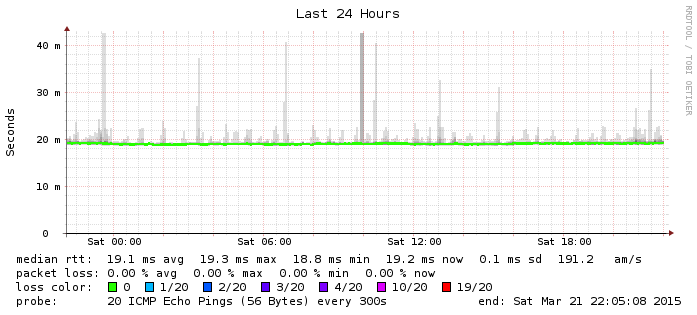 Last 24 Hours
RRDTOOL / TOBI OETIKER
Seconds
40 m
30 m
20 m
10 m
0
Sat 00:00 Sat 06:00 Sat 12:00 Sat 18:00
median rtt: 19.1 ms avg 19.3 ms max 18.8 ms min 19.2 ms now 0.1 ms sd 191.2 am/s
packet loss: 0.00 % avg 0.00 % max 0.00 % min 0.00 % now
loss color: 0 1/20 2/20 3/20 4/20 10/20 19/20
probe: 20 ICMP Echo Pings (56 Bytes) every 300s end: Sat Mar 21 22:05:08 2015